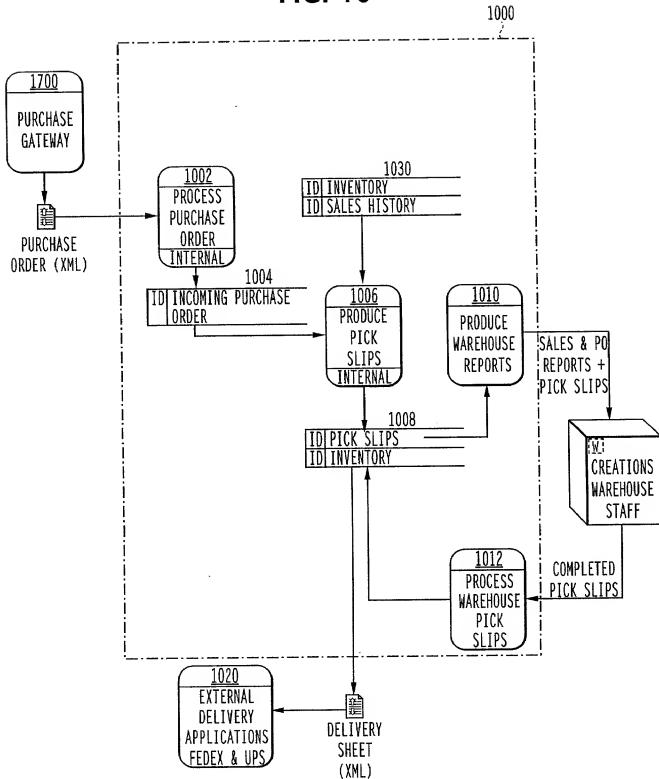 1000
1700
PURCHASE
GATEWAY
PURCHASE
ORDER (XML)
1002
PROCESS
PURCHASE
ORDER
INTERNAL
1030
ID INVENTORY
ID SALES HISTORY
1004
ID INCOMING PURCHASE
ORDER
1006
PRODUCE
PICK
SLIPS
INTERNAL
1010
PRODUCE
WAREHOUSE
REPORTS
SALES & PO
REPORTS +
PICK SLIPS
1008
ID PICK SLIPS
ID INVENTORY
W
CREATIONS
WAREHOUSE
STAFF
COMPLETED
PICK SLIPS
1012
PROCESS
WAREHOUSE
PICK
SLIPS
1020
EXTERNAL
DELIVERY
APPLICATIONS
FEDEX & UPS
DELIVERY
SHEET
(XML)